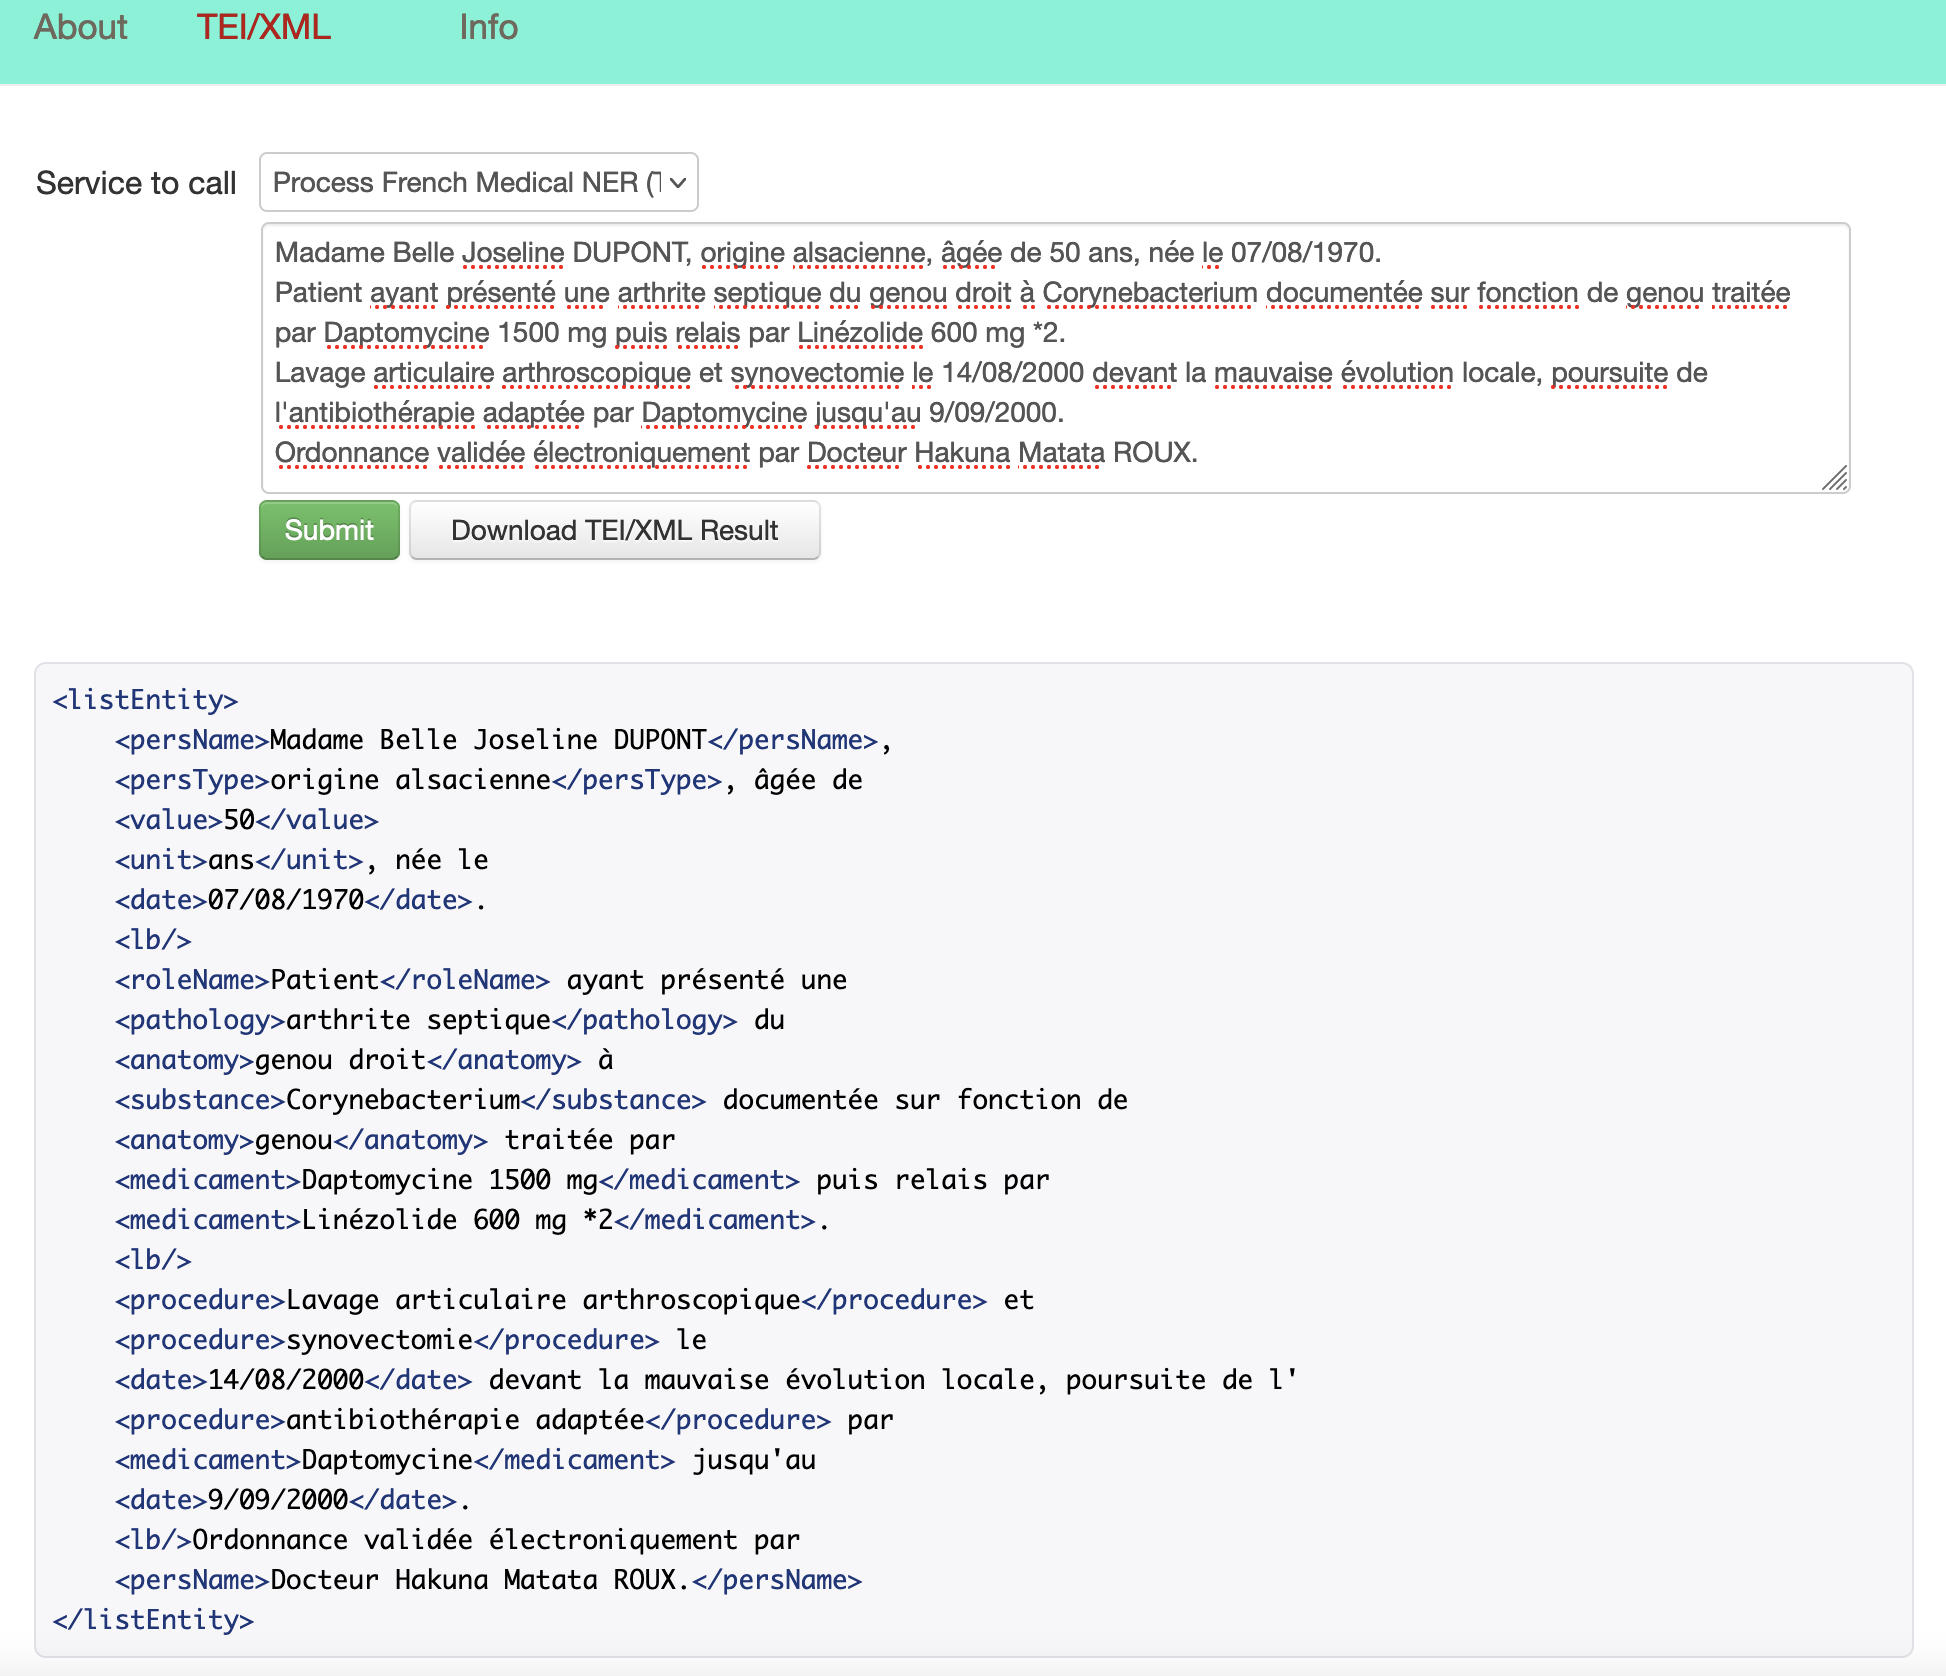 About TEI/XML Info
Service to call Process French Medical NER (T
Madame Belle Joseline DUPONT, origine alsacienne, âgée de 50 ans, née le 07/08/1970.
Patient ayant présenté une arthrite septique du genou droit à Corynebacterium documentée sur fonction de genou traitée
par Daptomycine 1500 mg puis relais par Linézolide 600 mg *2.
Lavage articulaire arthroscopique et synovectomie le 14/08/2000 devant la mauvaise évolution locale, poursuite de
l'antibiothérapie adaptée par Daptomycine jusqu'au 9/09/2000.
Ordonnance validée électroniquement par Docteur Hakuna Matata ROUX.
Submit Download TEI/XML Result
<listEntity>
    <persName>Madame Belle Joseline DUPONT</persName>,
    <persType>origine alsacienne</persType>, âgée de
    <value>50</value>
    <unit>ans</unit>, née le
    <date>07/08/1970</date>.
    <lb/>
    <roleName>Patient</roleName> ayant présenté une
    <pathology>arthrite septique</pathology> du
    <anatomy>genou droit</anatomy> à
    <substance>Corynebacterium</substance> documentée sur fonction de
    <anatomy>genou</anatomy> traitée par
    <medicament>Daptomycine 1500 mg</medicament> puis relais par
    <medicament>Linézolide 600 mg *2</medicament>.
    <lb/>
    <procedure>Lavage articulaire arthroscopique</procedure> et
    <procedure>synovectomie</procedure> le
    <date>14/08/2000</date> devant la mauvaise évolution locale, poursuite de l'
    <procedure>antibiothérapie adaptée</procedure> par
    <medicament>Daptomycine</medicament> jusqu'au
    <date>9/09/2000</date>.
    <lb/>Ordonnance validée électroniquement par
    <persName>Docteur Hakuna Matata ROUX.</persName>
</listEntity>